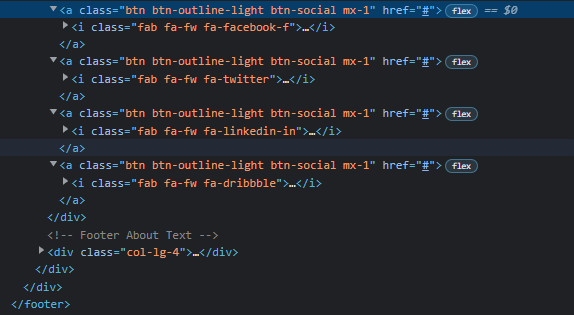 <a class="btn btn-outline-light btn-social mx-1" href="#"> flex == $0
<i class="fab fa-fw fa-facebook-f">…</i>
</a>
<a class="btn btn-outline-light btn-social mx-1" href="#"> flex
<i class="fab fa-fw fa-twitter">…</i>
</a>
<a class="btn btn-outline-light btn-social mx-1" href="#"> flex
<i class="fab fa-fw fa-linkedin-in">…</i>
</a>
<a class="btn btn-outline-light btn-social mx-1" href="#"> flex
<i class="fab fa-fw fa-dribbble">…</i>
</a>
</div>
<!-- Footer About Text -->
<div class="col-lg-4">…</div>
</div>
</div>
</footer>